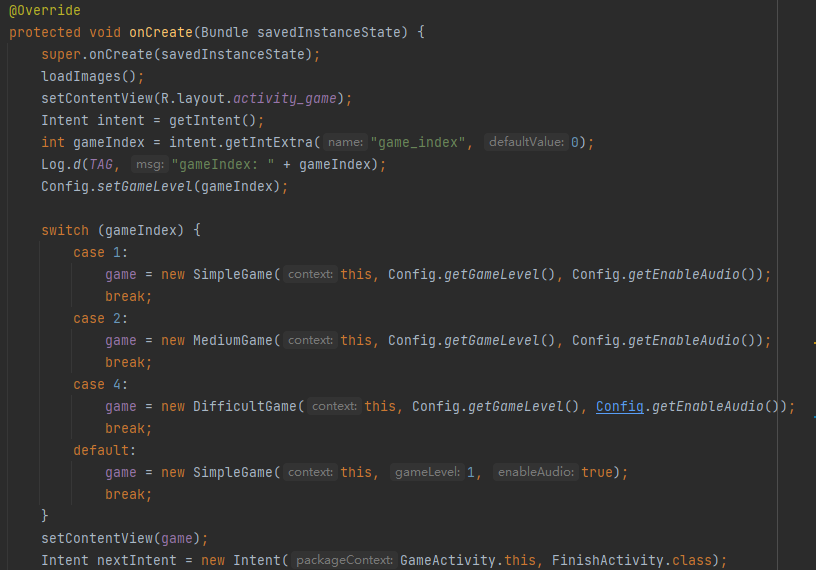 @Override
protected void onCreate(Bundle savedInstanceState) {
    super.onCreate(savedInstanceState);
    loadImages();
    setContentView(R.layout.activity_game);
    Intent intent = getIntent();
    int gameIndex = intent.getIntExtra( name: "game_index", defaultValue: 0);
    Log.d(TAG, msg: "gameIndex: " + gameIndex);
    Config.setGameLevel(gameIndex);

    switch (gameIndex) {
        case 1:
            game = new SimpleGame( context: this, Config.getGameLevel(), Config.getEnableAudio());
            break;
        case 2:
            game = new MediumGame( context: this, Config.getGameLevel(), Config.getEnableAudio());
            break;
        case 4:
            game = new DifficultGame( context: this, Config.getGameLevel(), Config.getEnableAudio());
            break;
        default:
            game = new SimpleGame( context: this, gameLevel: 1, enableAudio: true);
            break;
    }
    setContentView(game);
    Intent nextIntent = new Intent( packageContext: GameActivity.this, FinishActivity.class);